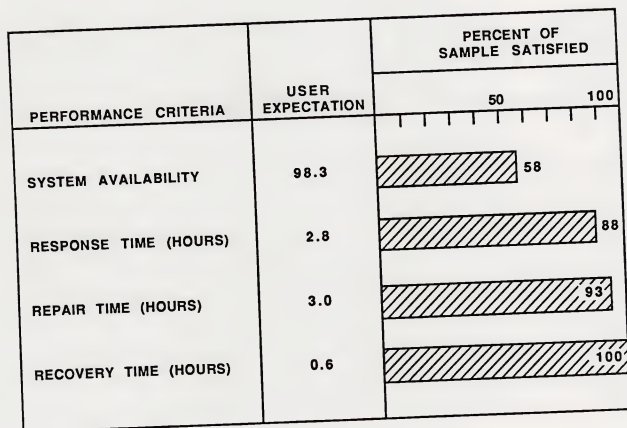 PERFORMANCE CRITERIA
USER
EXPECTATION
PERCENT OF
SAMPLE SATISFIED
50 100
SYSTEM AVAILABILITY 98.3 58
RESPONSE TIME (HOURS) 2.8 88
REPAIR TIME (HOURS) 3.0 93
RECOVERY TIME (HOURS) 0.6 100